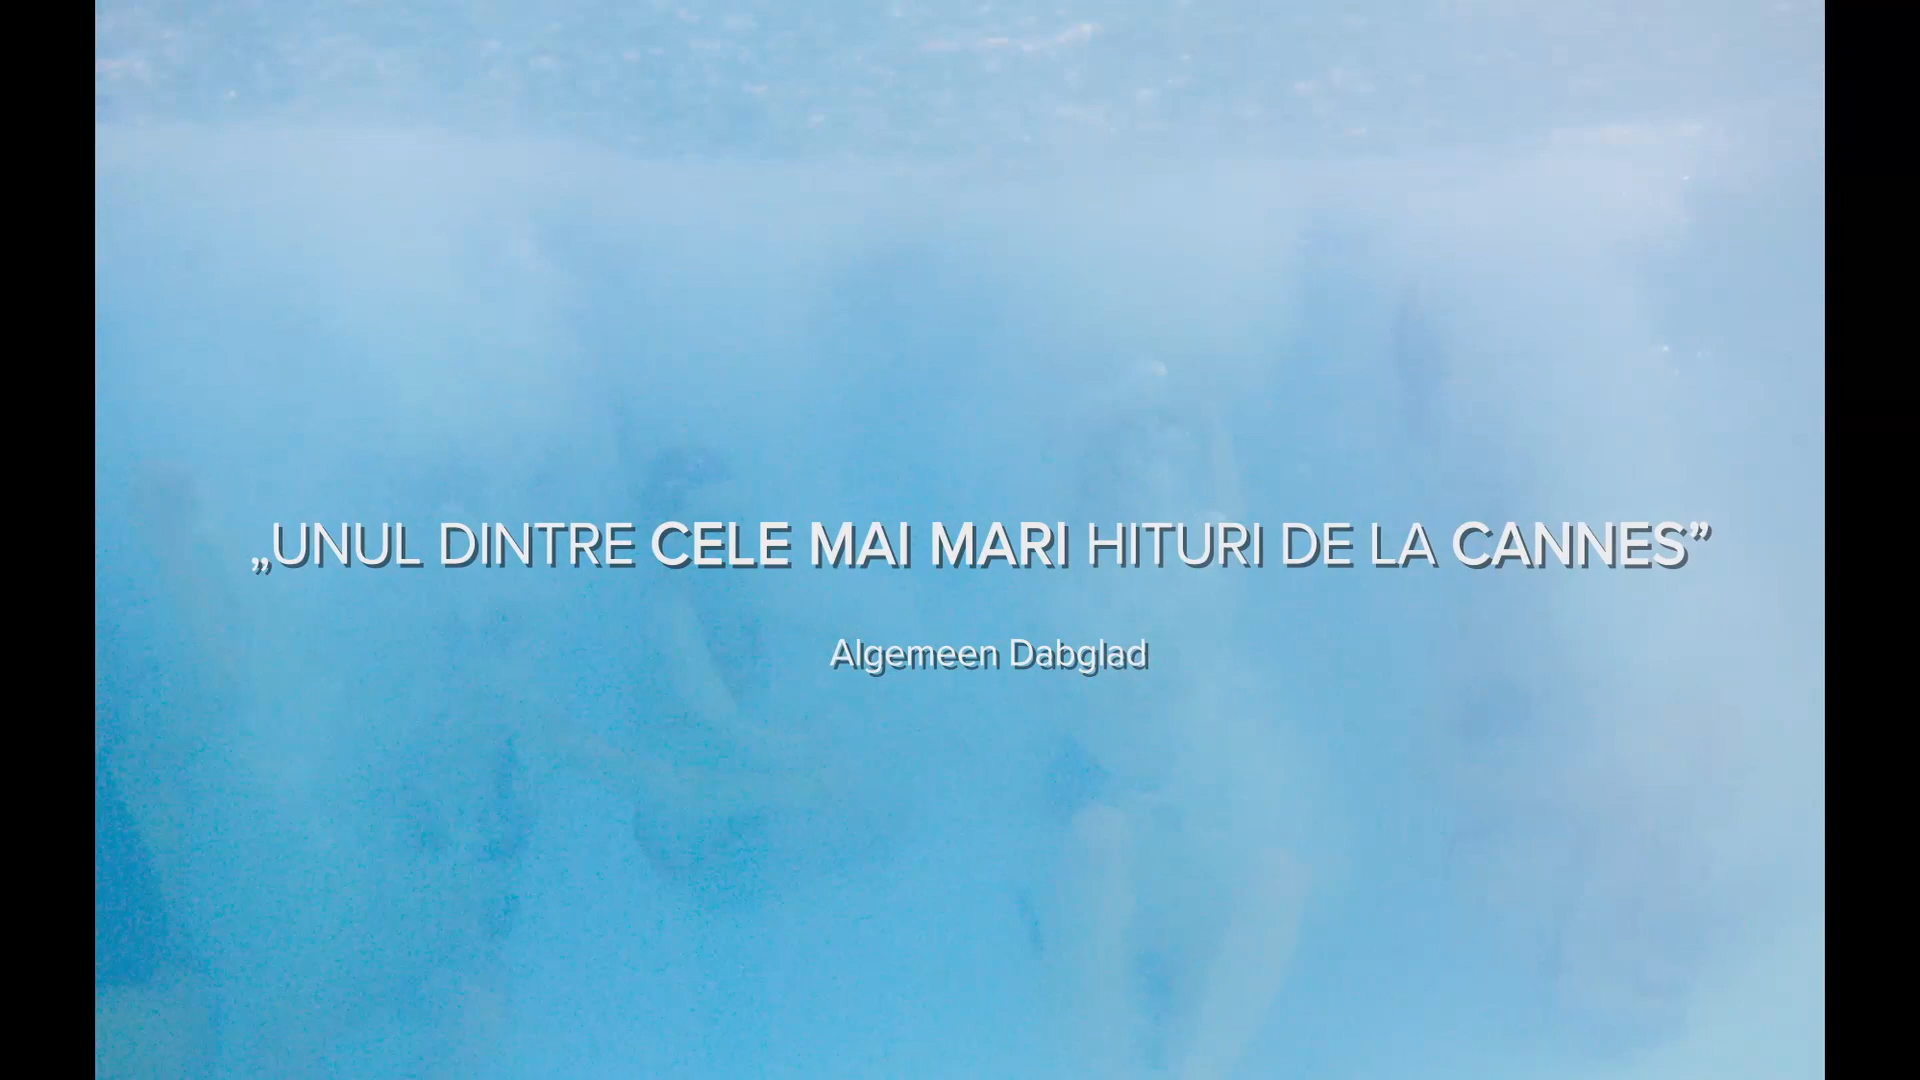 „UNUL DINTRE CELE MAI MARI HITURI DE LA CANNES”
Algemeen Dabglad